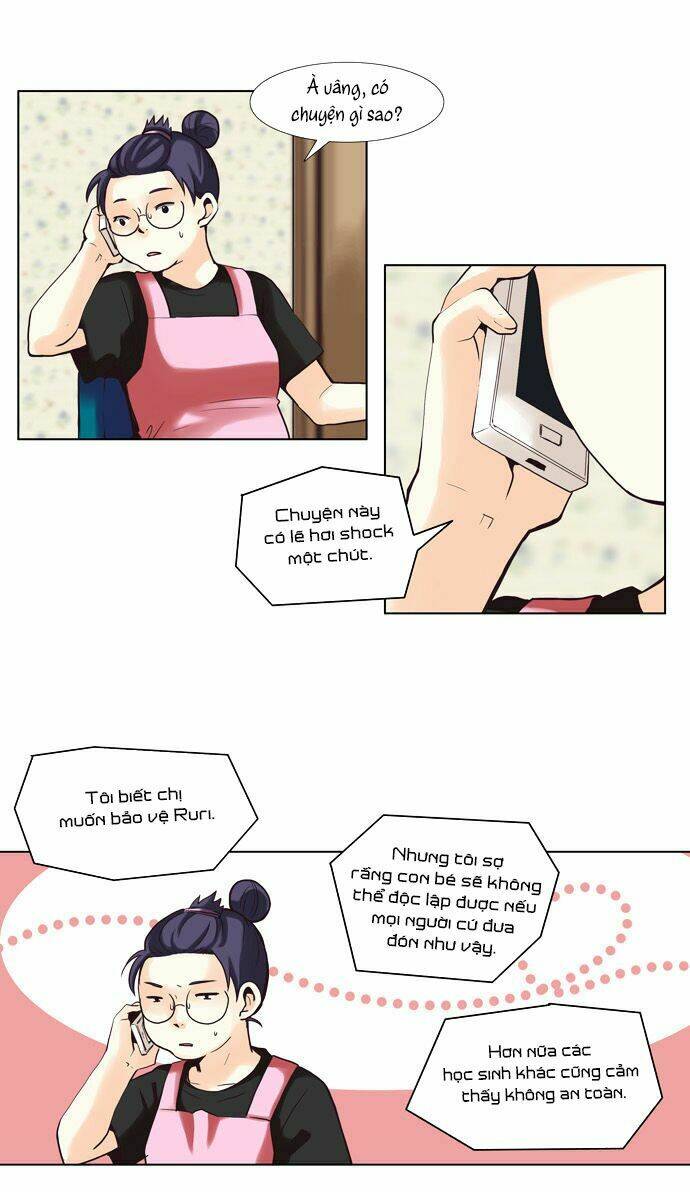 À vâng, có
chuyện gì sao?
Chuyện này
có lẽ hơi shock
một chút.
Tôi biết chị
muốn bảo vệ Ruri.
Nhưng tôi sợ
rằng con bé sẽ không
thể độc lập được nếu
mọi người cứ đưa
đón như vậy.
Hơn nữa các
học sinh khác cũng cảm
thấy không an toàn.